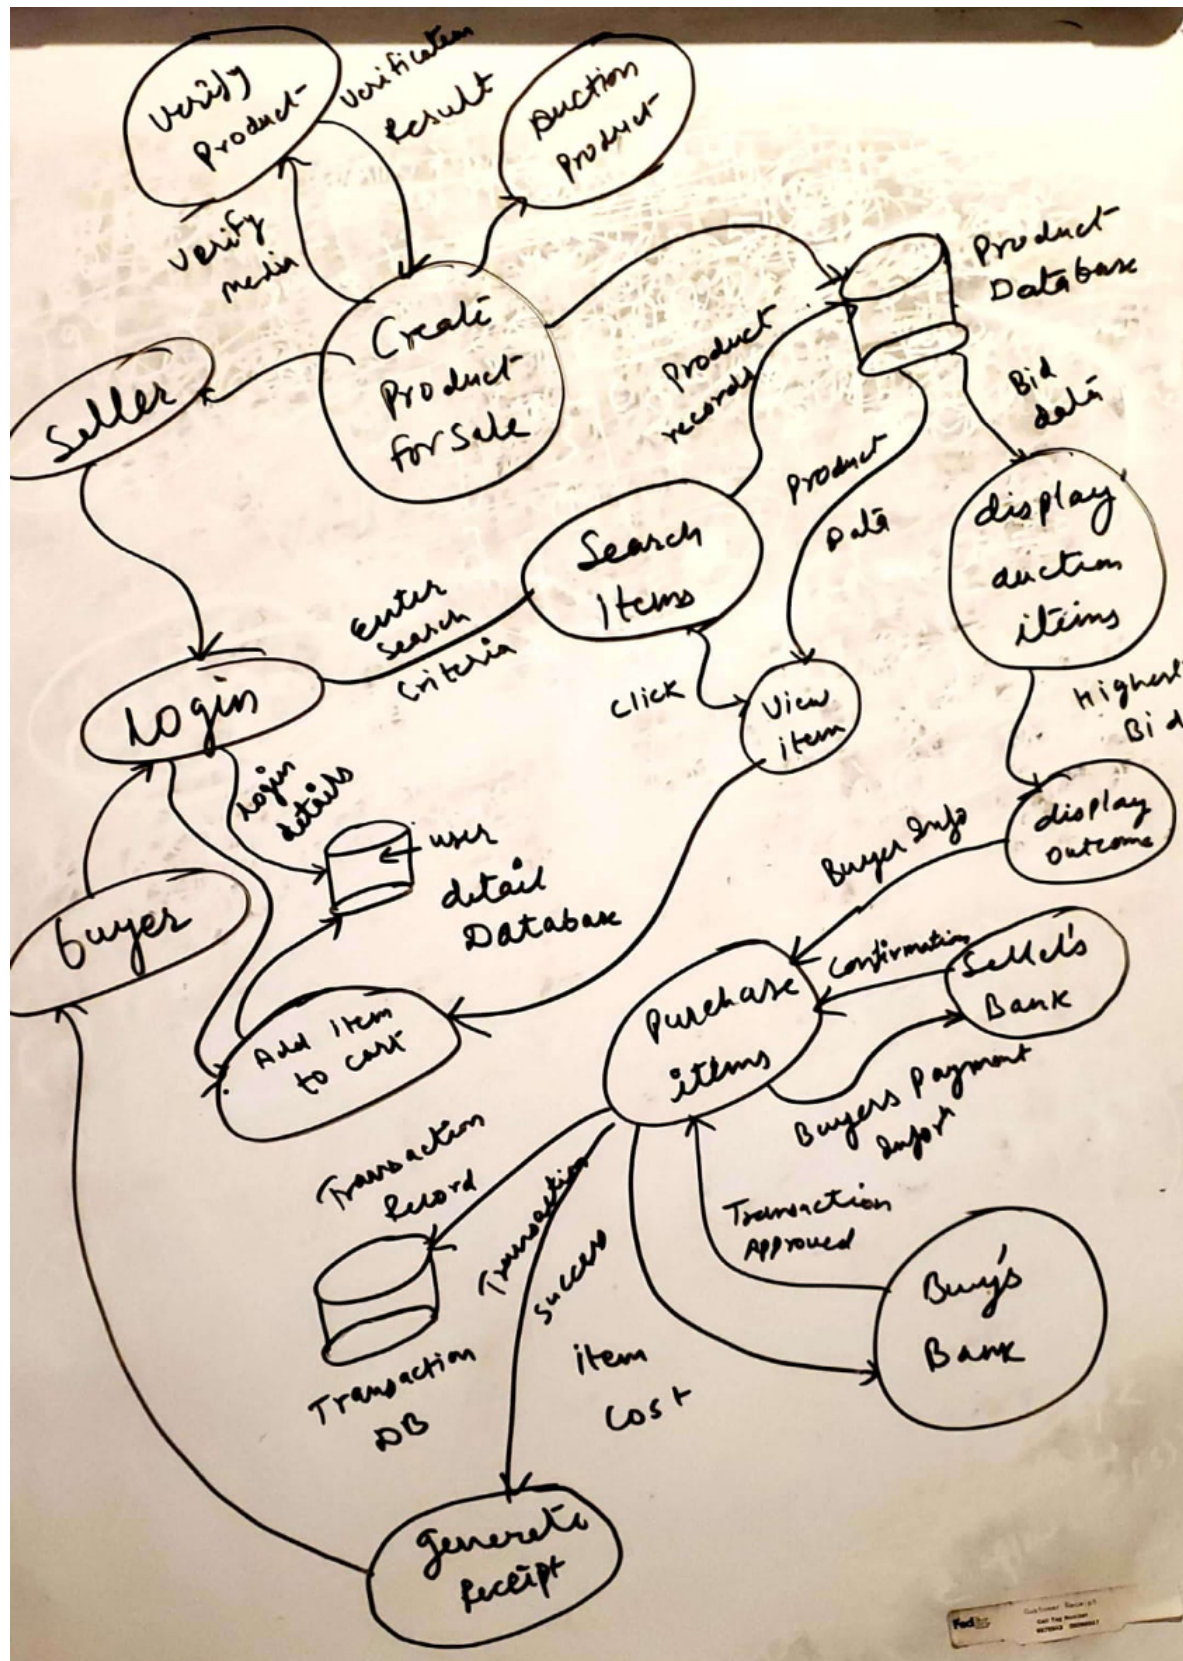 Verify
Product
Verification
Result
Auction
Product
Verify
media
Create
Product
for Sale
Product
Database
Seller
Product
records
Bid
data
Product
Data
display
auction
items
Search
Items
Enter
Search
Criteria
Login
Click
View
item
Highest
Bid
Login
details
user
detail
Database
display
outcome
Buyer Info
buyer
Confirmation
Seller's
Bank
Purchase
items
Add item
to cart
Buyers Payment
Transaction
Record
Transaction
Success
Transaction
Approved
Buy's
Bank
item
Cost
Transaction
DB
Generate
Receipt
Customer Receipt